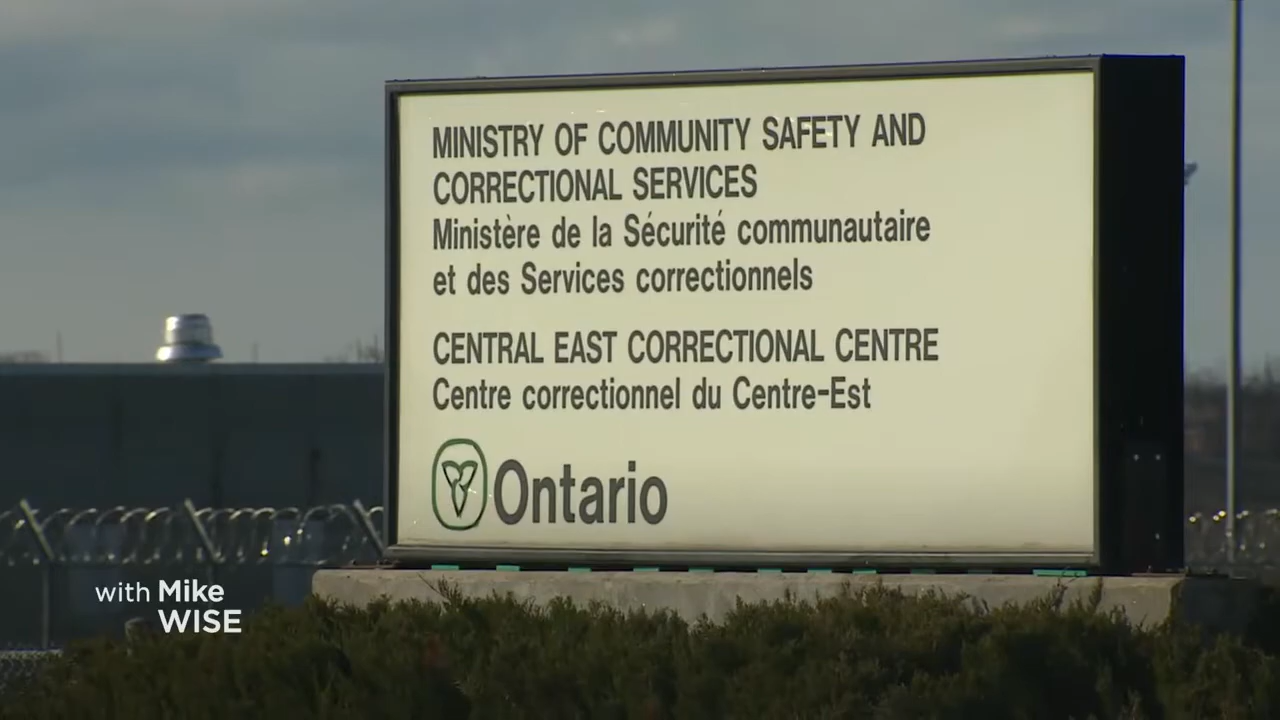 MINISTRY OF COMMUNITY SAFETY AND
CORRECTIONAL SERVICES
Ministère de la Sécurité communautaire
et des Services correctionnels
CENTRAL EAST CORRECTIONAL CENTRE
Centre correctionnel du Centre-Est
Ontario
with Mike
WISE